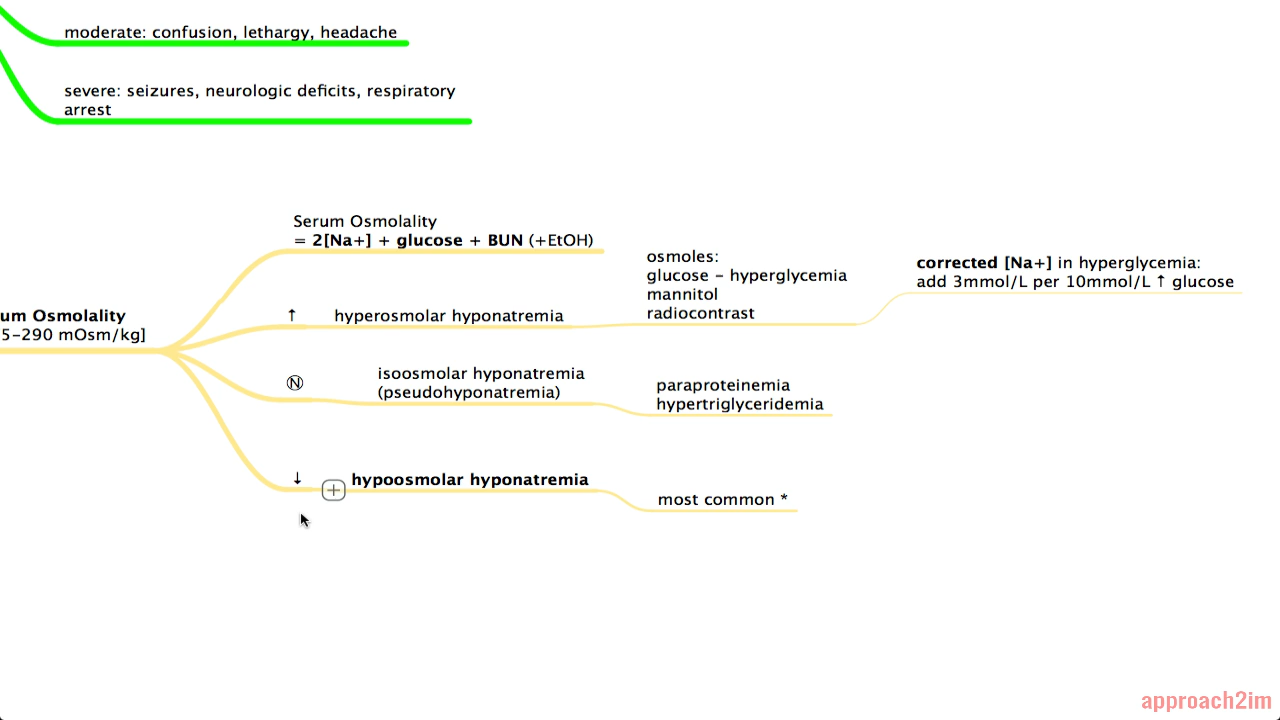 moderate: confusion, lethargy, headache
severe: seizures, neurologic deficits, respiratory
arrest
Serum Osmolality
= 2[Na+] + glucose + BUN (+EtOH)
osmoles:
glucose – hyperglycemia
mannitol
radiocontrast
corrected [Na+] in hyperglycemia:
add 3mmol/L per 10mmol/L ↑ glucose
um Osmolality
5–290 mOsm/kg]
↑ hyperosmolar hyponatremia
Ⓝ
isoosmolar hyponatremia
(pseudohyponatremia)
paraproteinemia
hypertriglyceridemia
↓ hypoosmolar hyponatremia
most common *
approach2im